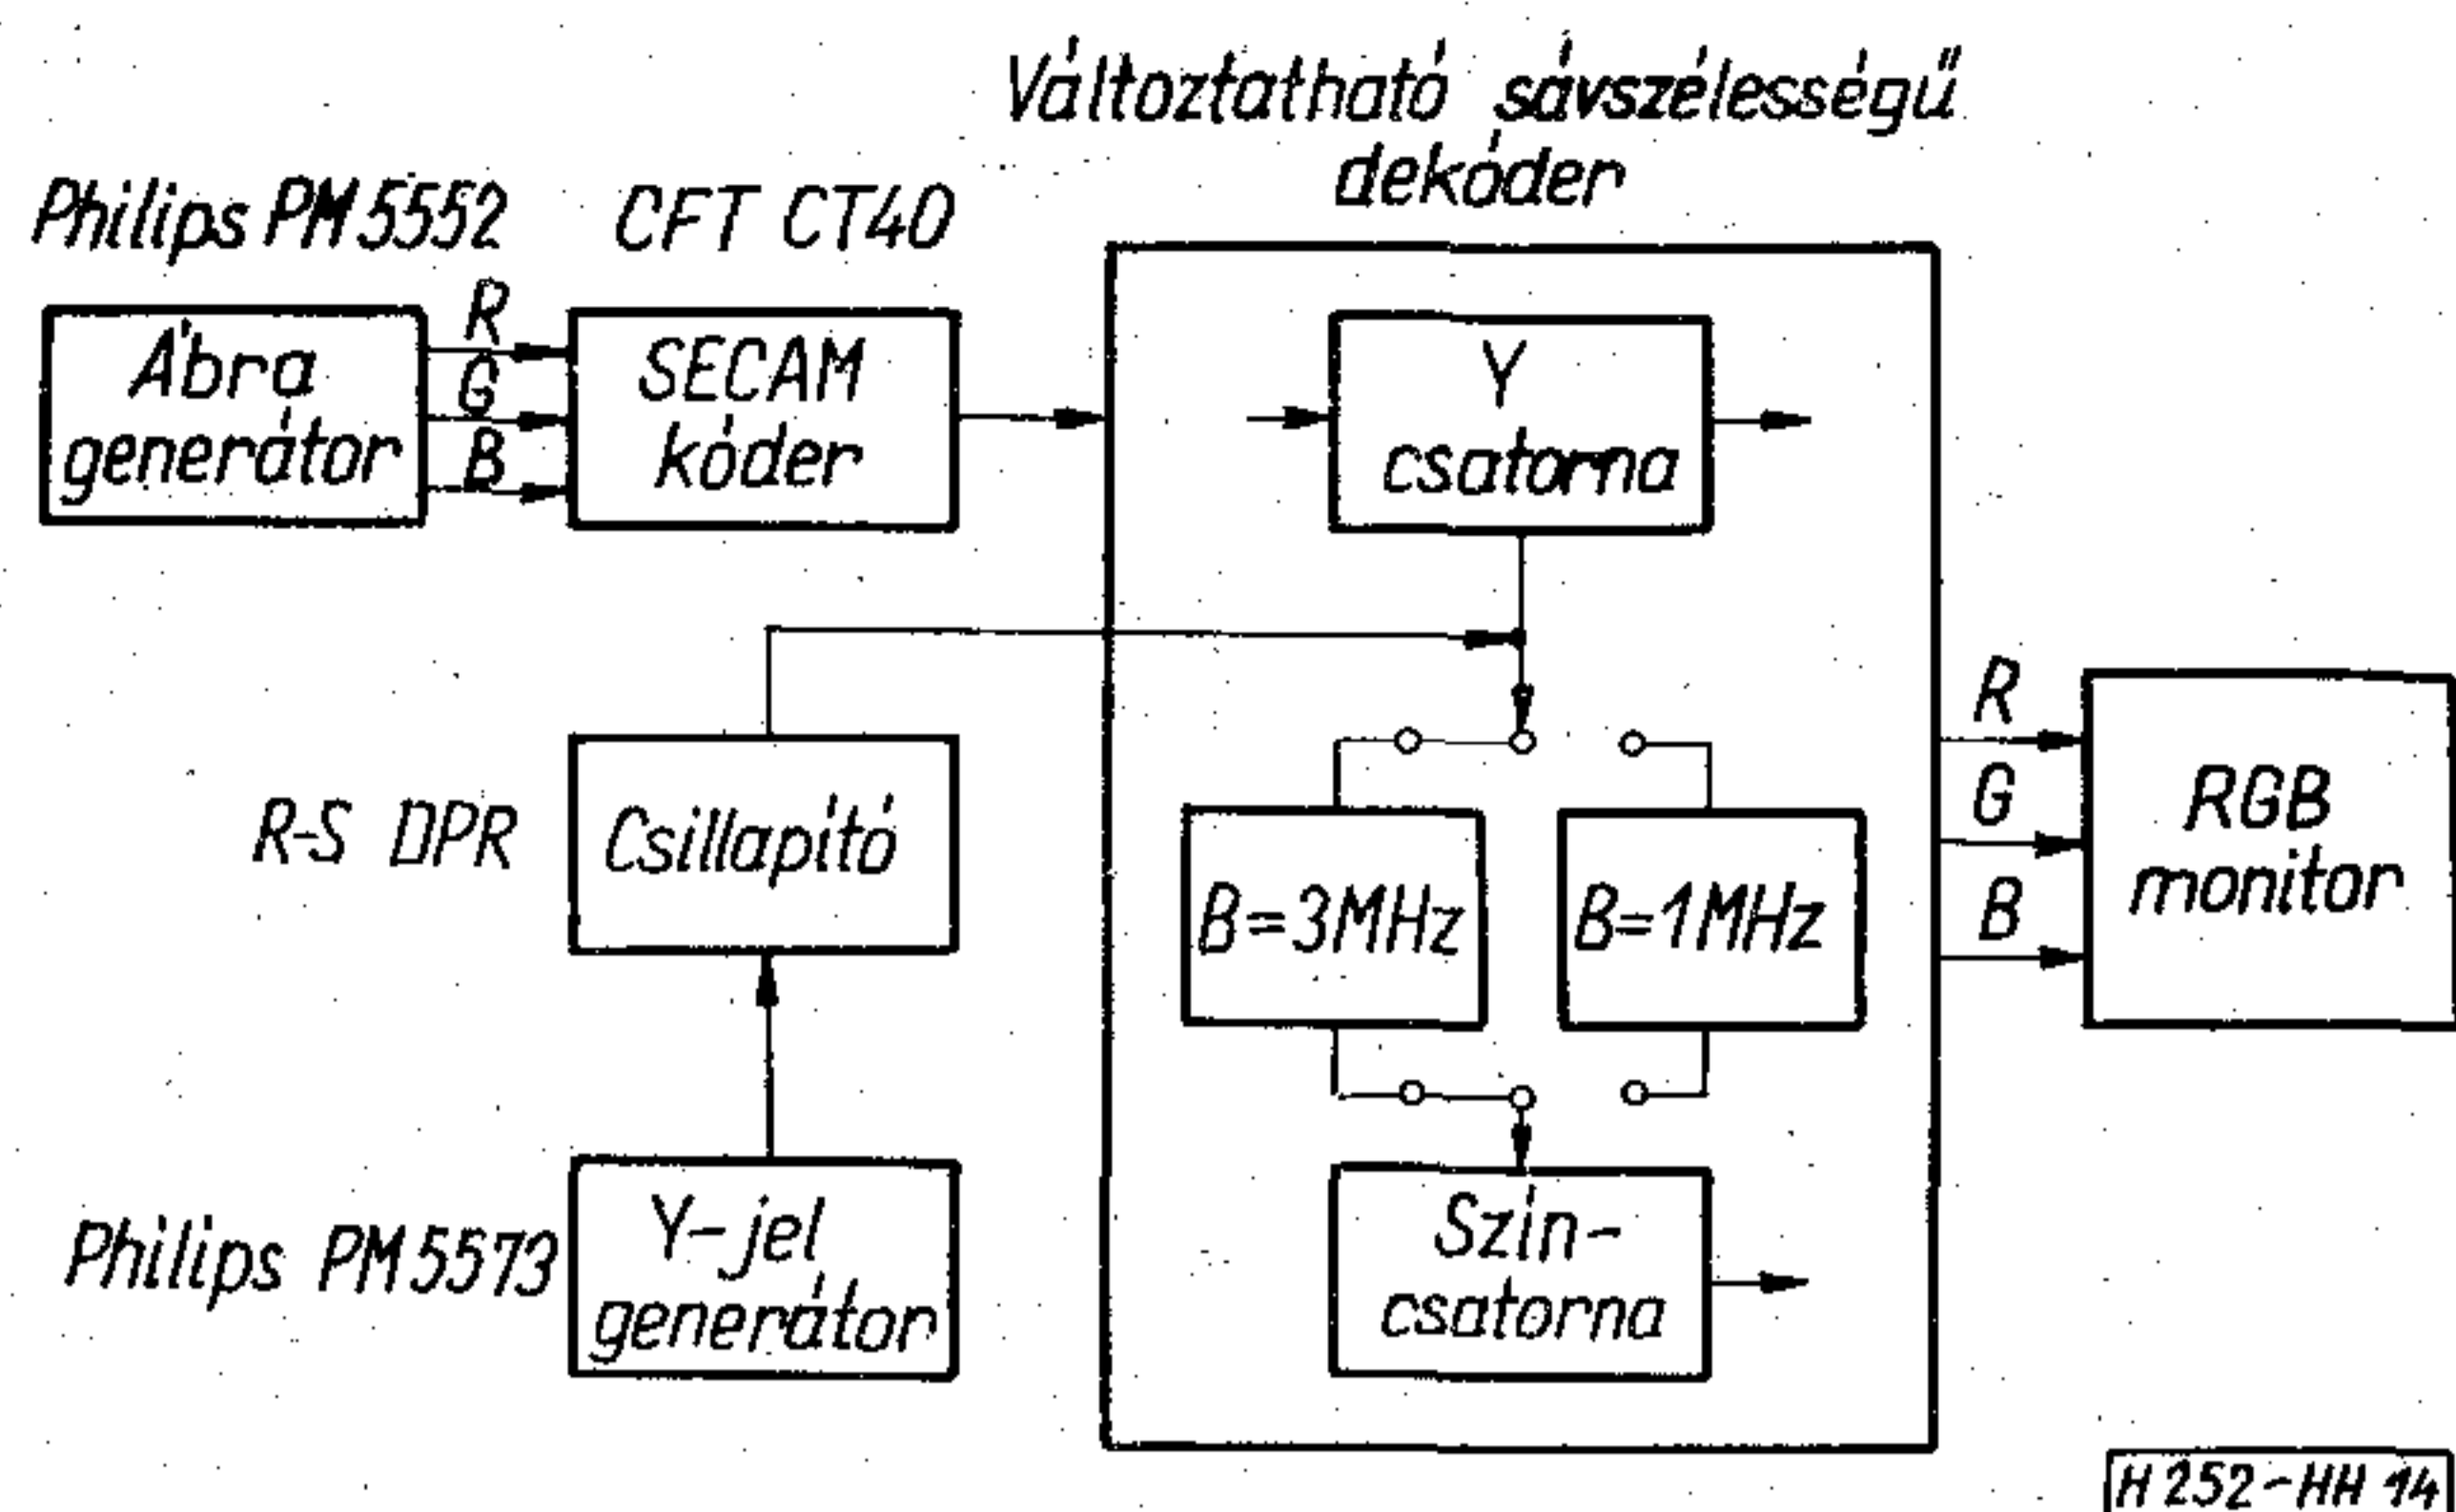 Változtatható sávszélességű
dekóder
Philips PM 5552
CFT CT40
Ábra
generátor
R
G
B
SECAM
kóder
Y
csatorna
R-S DPR
Csillapító
B=3MHz
B=1MHz
R
G
B
RGB
monitor
Philips PM 5573
Y-jel
generátor
Szín-
csatorna
H 252-HH 14